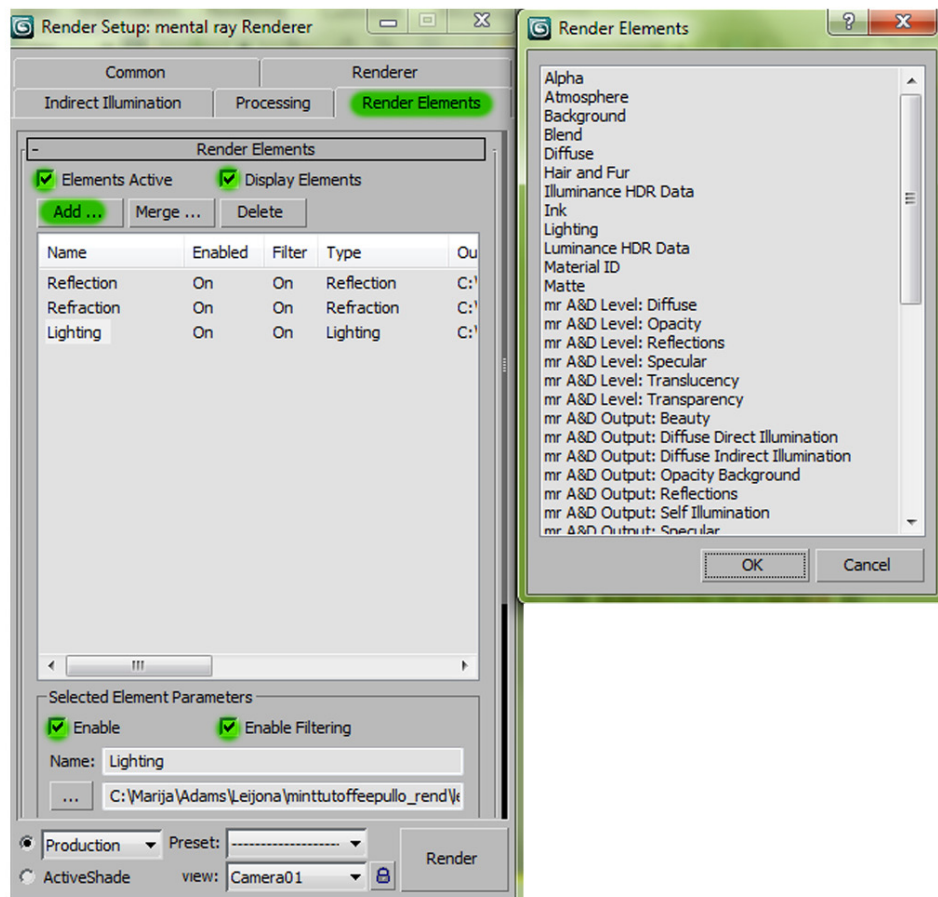 Render Setup: mental ray Renderer
Common
Renderer
Indirect Illumination
Processing
Render Elements
- Render Elements
Elements Active
Display Elements
Add ...
Merge ...
Delete
Name Enabled Filter Type Ou
Reflection On On Reflection C:\
Refraction On On Refraction C:\
Lighting On On Lighting C:\
Selected Element Parameters
Enable
Enable Filtering
Name: Lighting
... C:\Marija\Adams\Leijona\minttutoffeepullo_rend\le
Production
Preset: --------------------
ActiveShade
view: Camera01
Render
Render Elements
Alpha
Atmosphere
Background
Blend
Diffuse
Hair and Fur
Illuminance HDR Data
Ink
Lighting
Luminance HDR Data
Material ID
Matte
mr A&D Level: Diffuse
mr A&D Level: Opacity
mr A&D Level: Reflections
mr A&D Level: Specular
mr A&D Level: Translucency
mr A&D Level: Transparency
mr A&D Output: Beauty
mr A&D Output: Diffuse Direct Illumination
mr A&D Output: Diffuse Indirect Illumination
mr A&D Output: Opacity Background
mr A&D Output: Reflections
mr A&D Output: Self Illumination
mr A&D Output: Specular
OK
Cancel